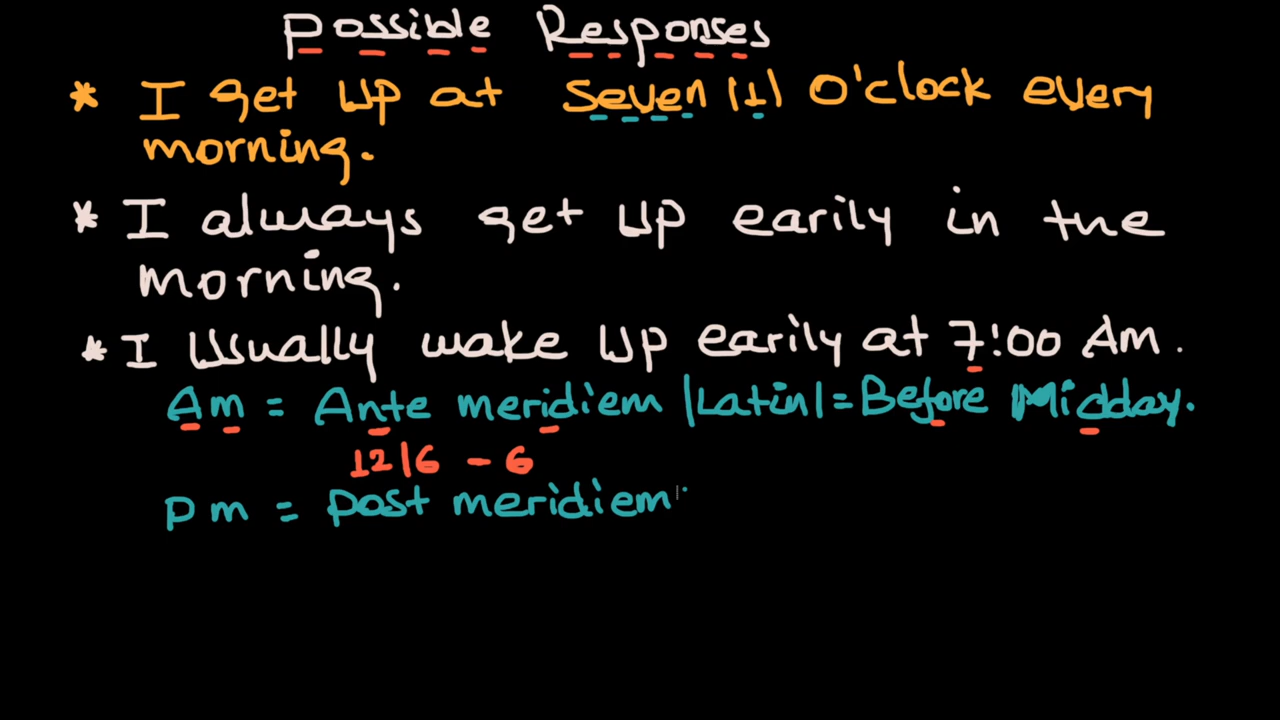 Possible Responses
* I get up at seven |1| O'clock every
morning.
* I always get up earily in the
morning.
* I Usually wake up earily at 7:00 Am.
Am = Ante meridiem |Latin| = Before Midday.
12|6 - 6
Pm = post meridiem